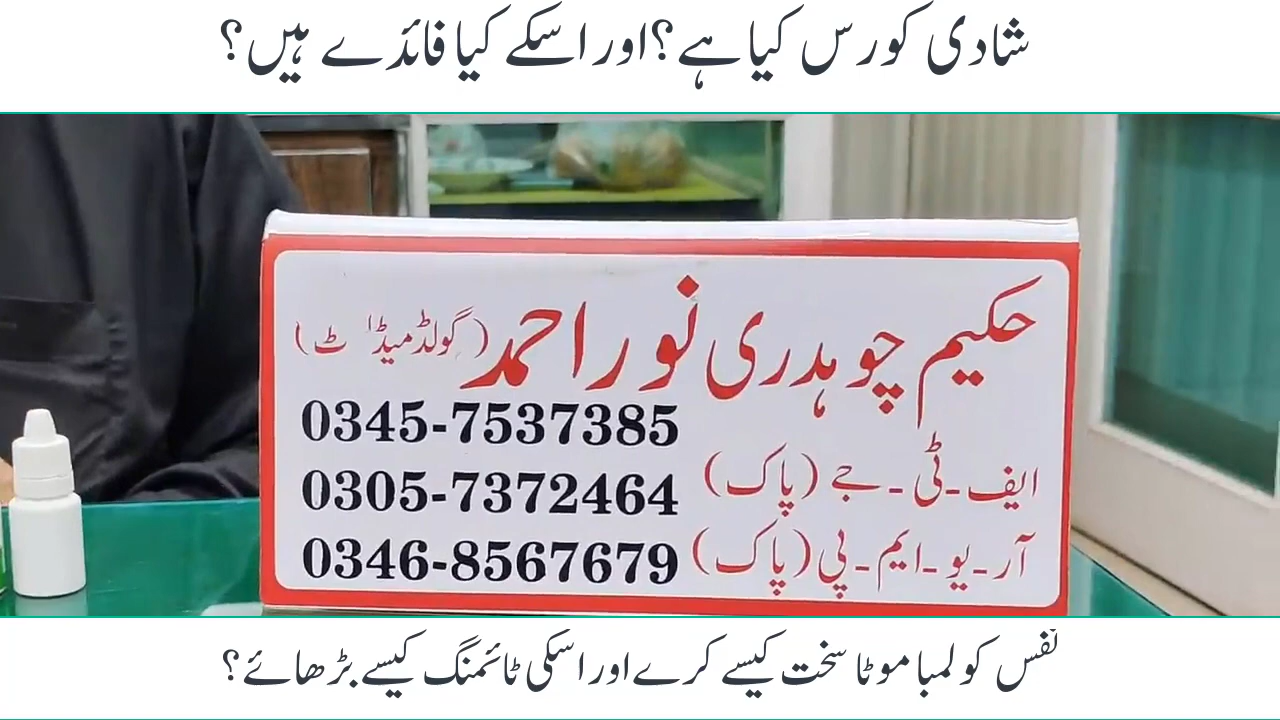 شادی کورس کیا ہے ؟ اور اسکے کیا فائدے ہیں؟
حکیم چوہدری نور احمد (گولڈ میڈا ٹ)
0345-7537385
ایف-ٹی-جے (پاک) 0305-7372464
آر-یو-ایم-پی (پاک) 0346-8567679
نفس کو لمبا موٹا سخت کیسے کرے اور اسکی ٹائمنگ کیسے بڑھائے؟